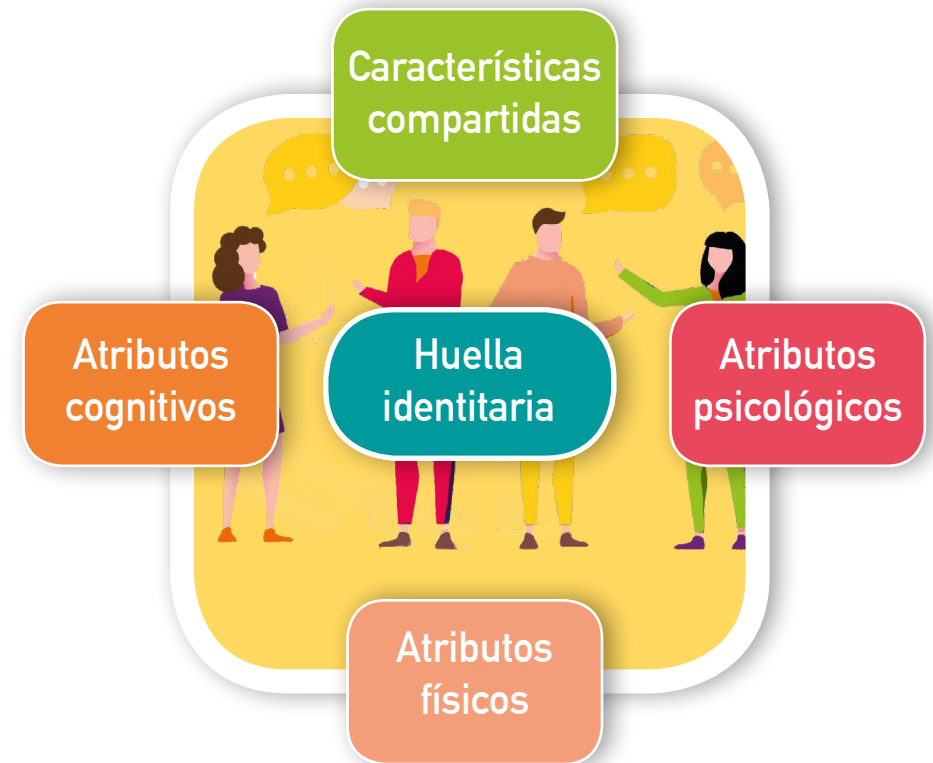 Características
compartidas
Atributos
cognitivos
Huella
identitaria
Atributos
psicológicos
Atributos
físicos